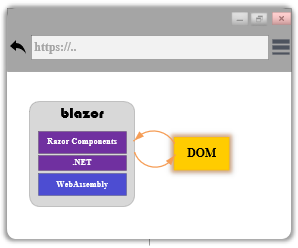 https://..
blazor
Razor Components
.NET
WebAssembly
DOM